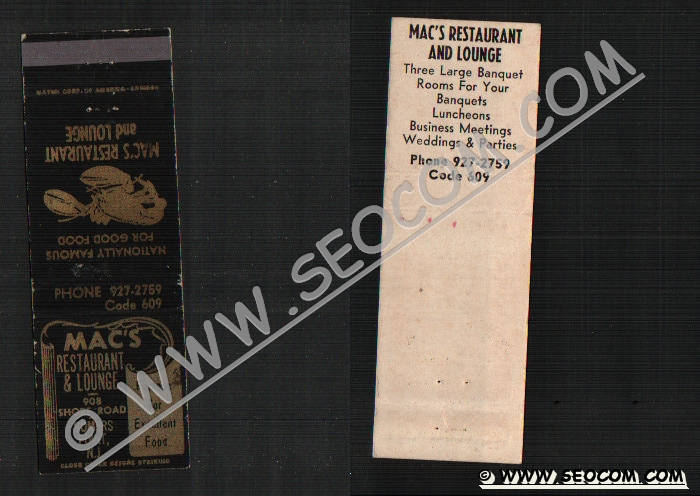 MAC'S RESTAURANT
and LOUNGE
NATIONALLY FAMOUS
FOR GOOD FOOD
PHONE 927-2759
Code 609
MAC'S
RESTAURANT
& LOUNGE
908
SHORE ROAD
N.J.
For
Excellent
Food
MAC'S RESTAURANT
AND LOUNGE
Three Large Banquet
Rooms For Your
Banquets
Luncheons
Business Meetings
Weddings & Parties
Phone 927-2759
Code 609
© WWW.SEOCOM.COM
© WWW.SEOCOM.COM